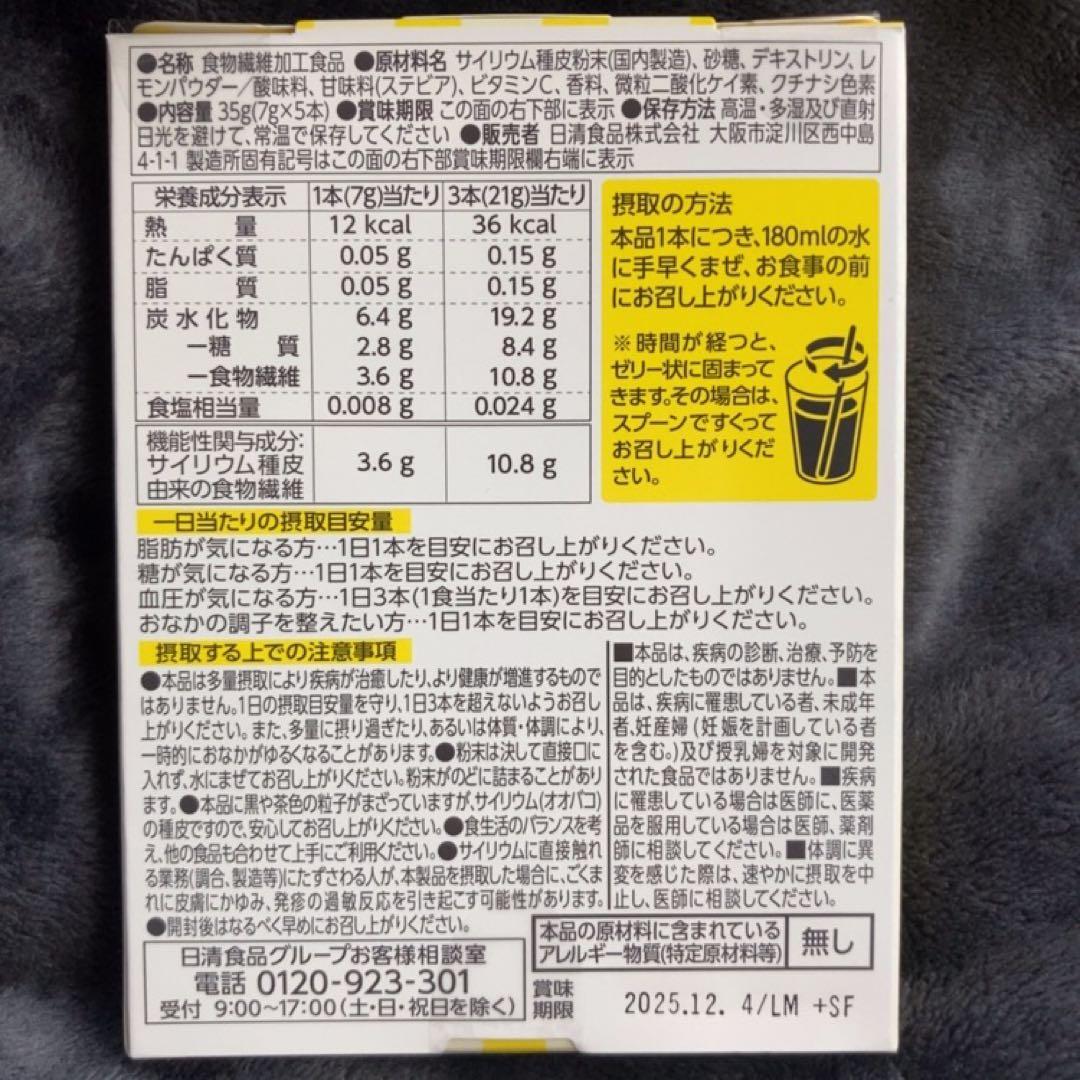 ●名称 食物繊維加工食品 ●原材料名 サイリウム種皮粉末(国内製造)、砂糖、デキストリン、レ
モンパウダー/酸味料、甘味料(ステビア)、ビタミンC、香料、微粒二酸化ケイ素、クチナシ色素
●内容量 35g(7g×5本) ●賞味期限 この面の右下部に表示 ●保存方法 高温・多湿及び直射
日光を避けて、常温で保存してください ●販売者 日清食品株式会社 大阪市淀川区西中島
4-1-1 製造所固有記号はこの面の右下部賞味期限欄右端に表示
栄養成分表示 1本(7g)当たり 3本(21g)当たり
熱量 12 kcal 36 kcal
たんぱく質 0.05 g 0.15 g
脂質 0.05 g 0.15 g
炭水化物 6.4 g 19.2 g
―糖質 2.8 g 8.4 g
―食物繊維 3.6 g 10.8 g
食塩相当量 0.008 g 0.024 g
機能性関与成分:
サイリウム種皮 3.6 g 10.8 g
由来の食物繊維
摂取の方法
本品1本につき、180mlの水
に手早くまぜ、お食事の前
にお召し上がりください。
※時間が経つと、
ゼリー状に固まって
きます。その場合は、
スプーンですくって
お召し上がりくだ
さい。
一日当たりの摂取目安量
脂肪が気になる方…1日1本を目安にお召し上がりください。
糖が気になる方…1日1本を目安にお召し上がりください。
血圧が気になる方…1日3本(1食当たり1本)を目安にお召し上がりください。
おなかの調子を整えたい方…1日1本を目安にお召し上がりください。
摂取する上での注意事項
●本品は多量摂取により疾病が治癒したり、より健康が増進するもので
はありません。1日の摂取目安量を守り、1日3本を超えないようお召し
上がりください。また、多量に摂り過ぎたり、あるいは体質・体調により、
一時的におなかがゆるくなることがあります。●粉末は決して直接口に
入れず、水にまぜてお召し上がりください。粉末がのどに詰まることがあり
ます。●本品に黒や茶色の粒子がまざっていますが、サイリウム(オオバコ)
の種皮ですので、安心してお召し上がりください。●食生活のバランスを考
え、他の食品も合わせて上手にご利用ください。●サイリウムに直接触れ
る業務(調合、製造等)にたずさわる人が、本製品を摂取した場合に、ごくま
れに皮膚にかゆみ、発疹の過敏反応を引き起こす可能性があります。
●開封後はなるべく早めにお召し上がりください。
■本品は、疾病の診断、治療、予防を
目的としたものではありません。■本
品は、疾病に罹患している者、未成年
者、妊産婦(妊娠を計画している者
を含む。)及び授乳婦を対象に開発
された食品ではありません。■疾病
に罹患している場合は医師に、医薬
品を服用している場合は医師、薬剤
師に相談してください。■体調に異
変を感じた際は、速やかに摂取を中
止し、医師に相談してください。
日清食品グループお客様相談室
電話 0120-923-301
受付 9:00~17:00(土・日・祝日を除く)
本品の原材料に含まれている
アレルギー物質(特定原材料等) 無し
賞味
期限 2025.12. 4/LM +SF